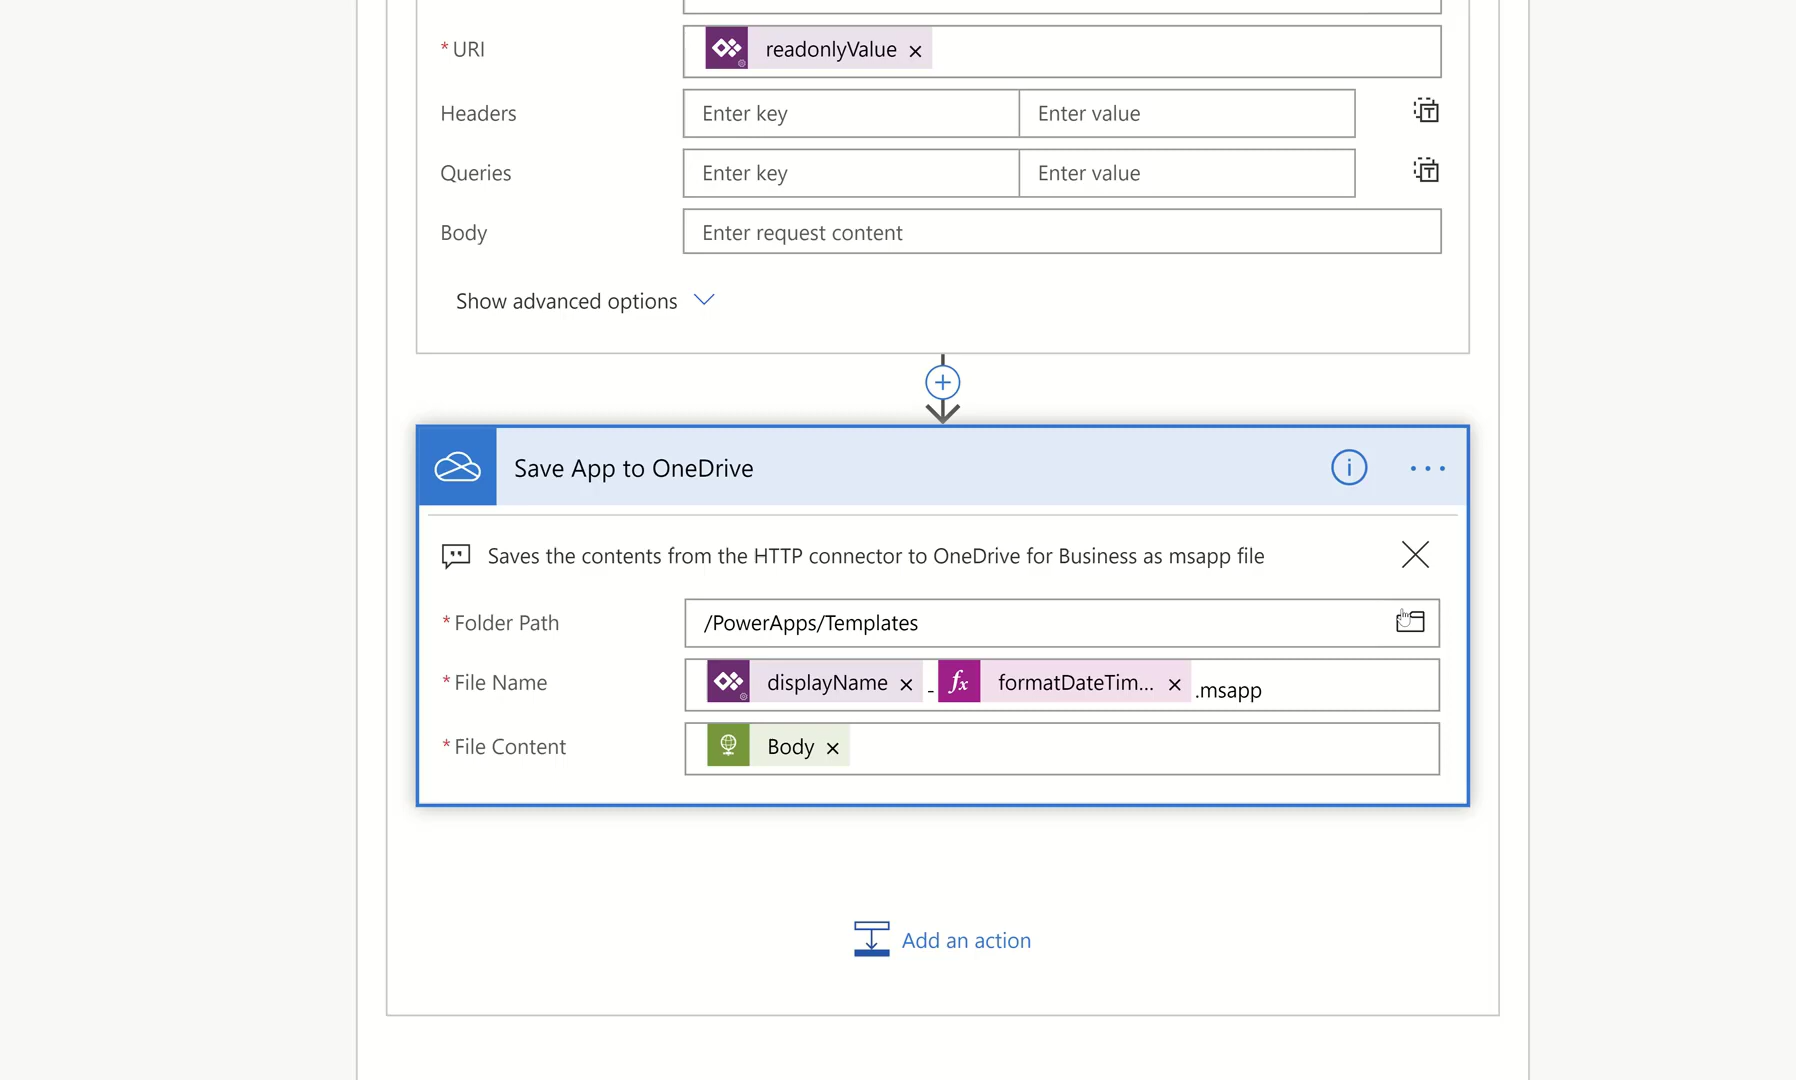 * URI readonlyValue ×
Headers Enter key Enter value
Queries Enter key Enter value
Body Enter request content
Show advanced options
Save App to OneDrive
Saves the contents from the HTTP connector to OneDrive for Business as msapp file
* Folder Path /PowerApps/Templates
* File Name displayName × - fx formatDateTim... × .msapp
* File Content Body ×
Add an action